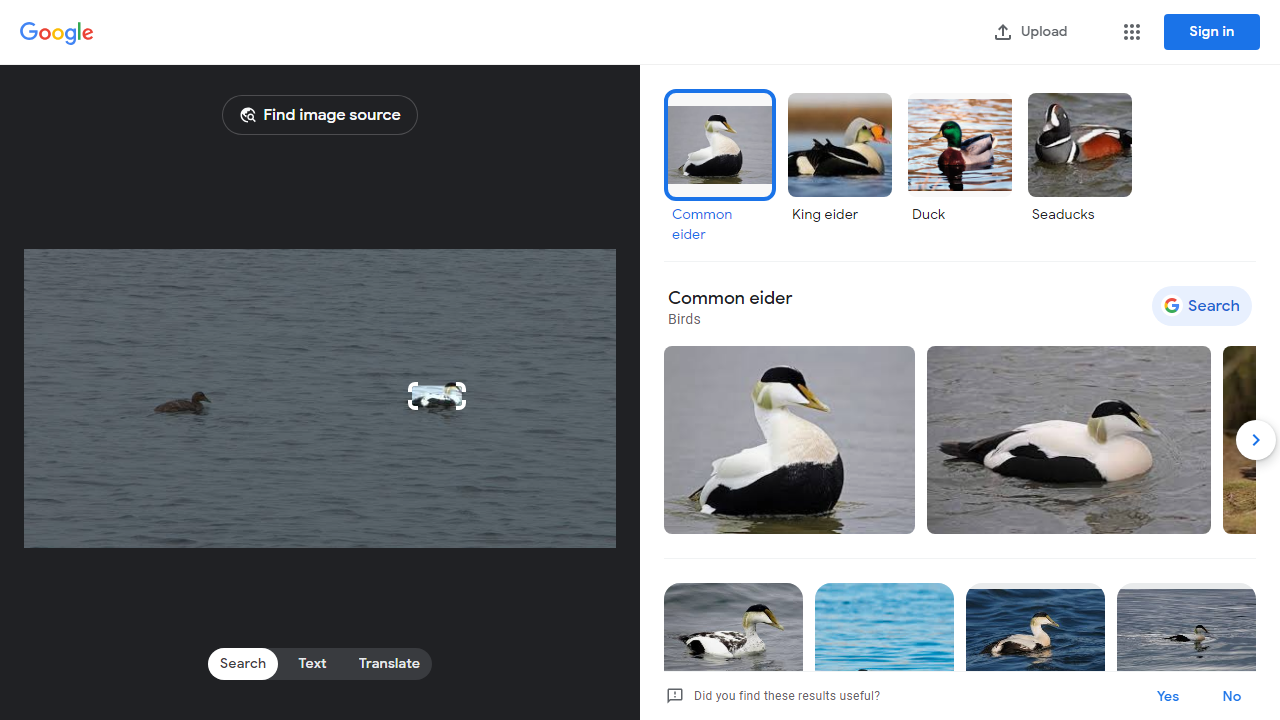 Google
Upload
Sign in
Find image source
Common
eider
King eider
Duck
Seaducks
Common eider
Birds
Search
Search
Text
Translate
Did you find these results useful?
Yes
No